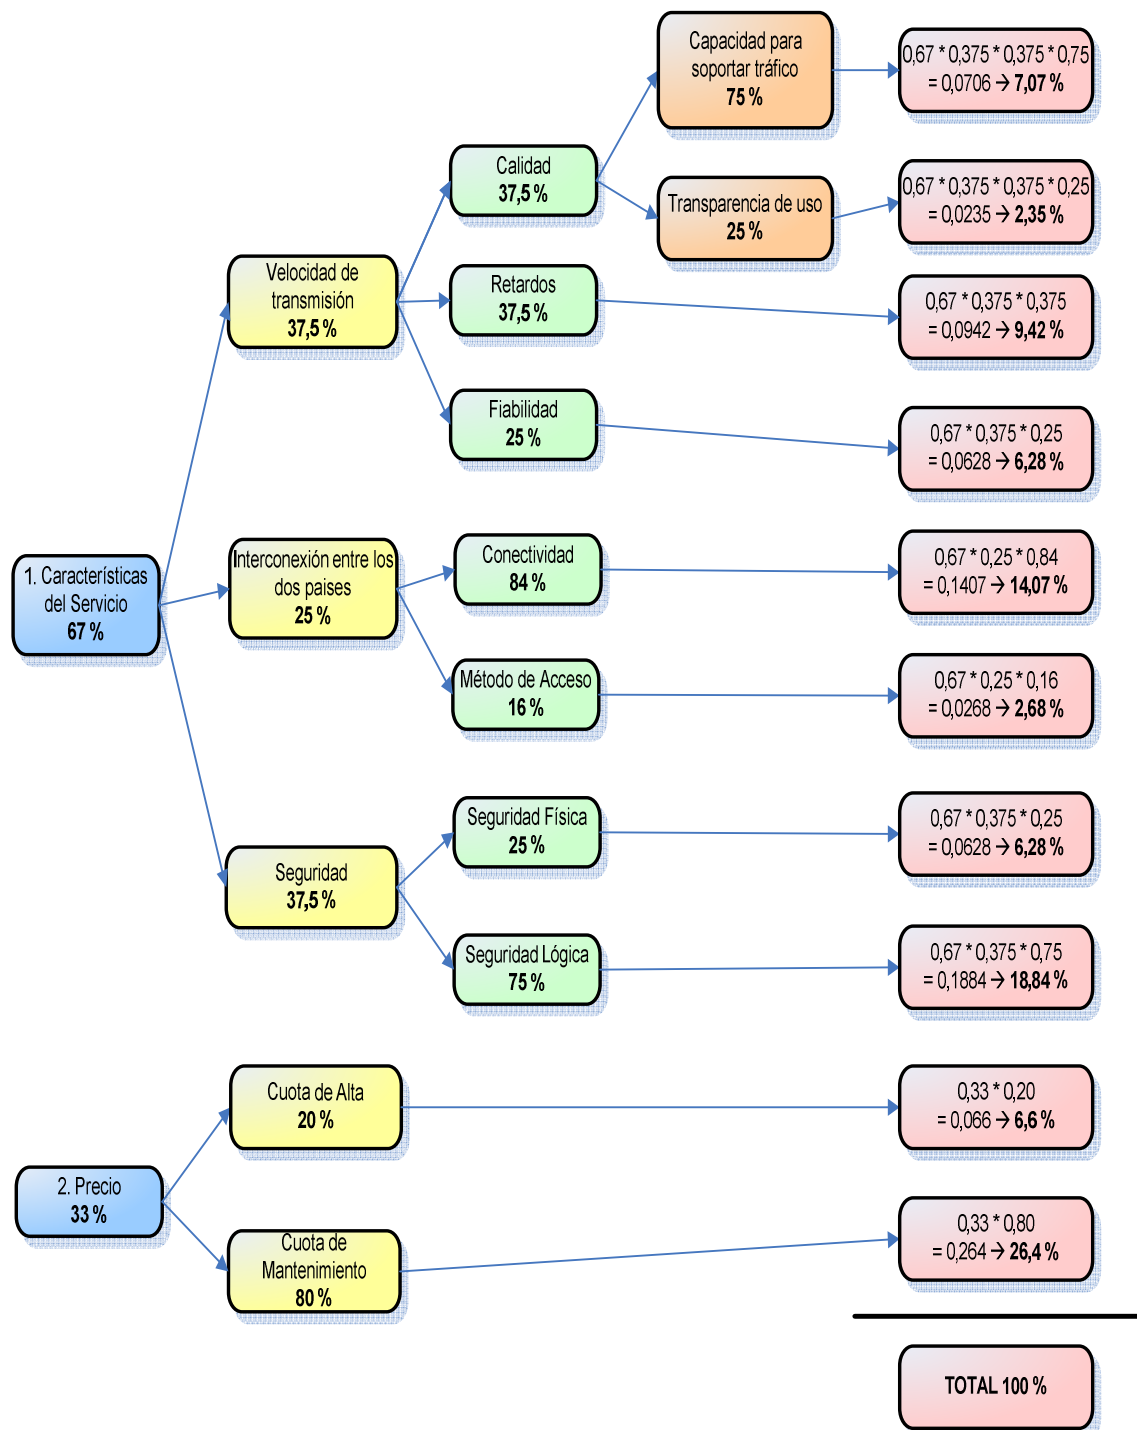 Capacidad para
soportar tráfico
75 %
0,67 * 0,375 * 0,375 * 0,75
= 0,0706 → 7,07 %
Calidad
37,5 %
Transparencia de uso
25 %
0,67 * 0,375 * 0,375 * 0,25
= 0,0235 → 2,35 %
Velocidad de
transmisión
37,5 %
Retardos
37,5 %
0,67 * 0,375 * 0,375
= 0,0942 → 9,42 %
Fiabilidad
25 %
0,67 * 0,375 * 0,25
= 0,0628 → 6,28 %
1. Características
del Servicio
67 %
Interconexión entre los
dos paises
25 %
Conectividad
84 %
0,67 * 0,25 * 0,84
= 0,1407 → 14,07 %
Método de Acceso
16 %
0,67 * 0,25 * 0,16
= 0,0268 → 2,68 %
Seguridad
37,5 %
Seguridad Física
25 %
0,67 * 0,375 * 0,25
= 0,0628 → 6,28 %
Seguridad Lógica
75 %
0,67 * 0,375 * 0,75
= 0,1884 → 18,84 %
2. Precio
33 %
Cuota de Alta
20 %
0,33 * 0,20
= 0,066 → 6,6 %
Cuota de
Mantenimiento
80 %
0,33 * 0,80
= 0,264 → 26,4 %
TOTAL 100 %